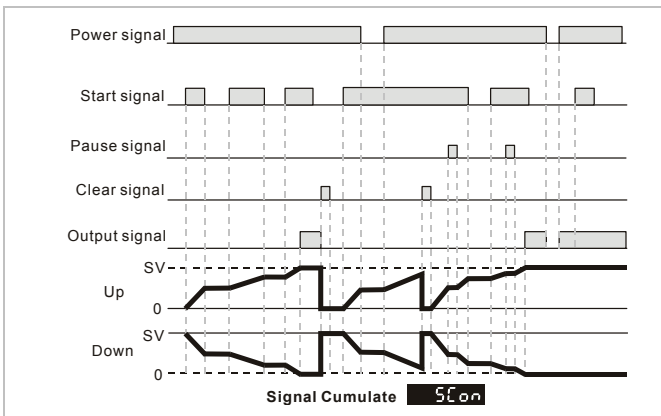 Power signal
Start signal
Pause signal
Clear signal
Output signal
SV
Up
0
SV
Down
0
Signal Cumulate SCon